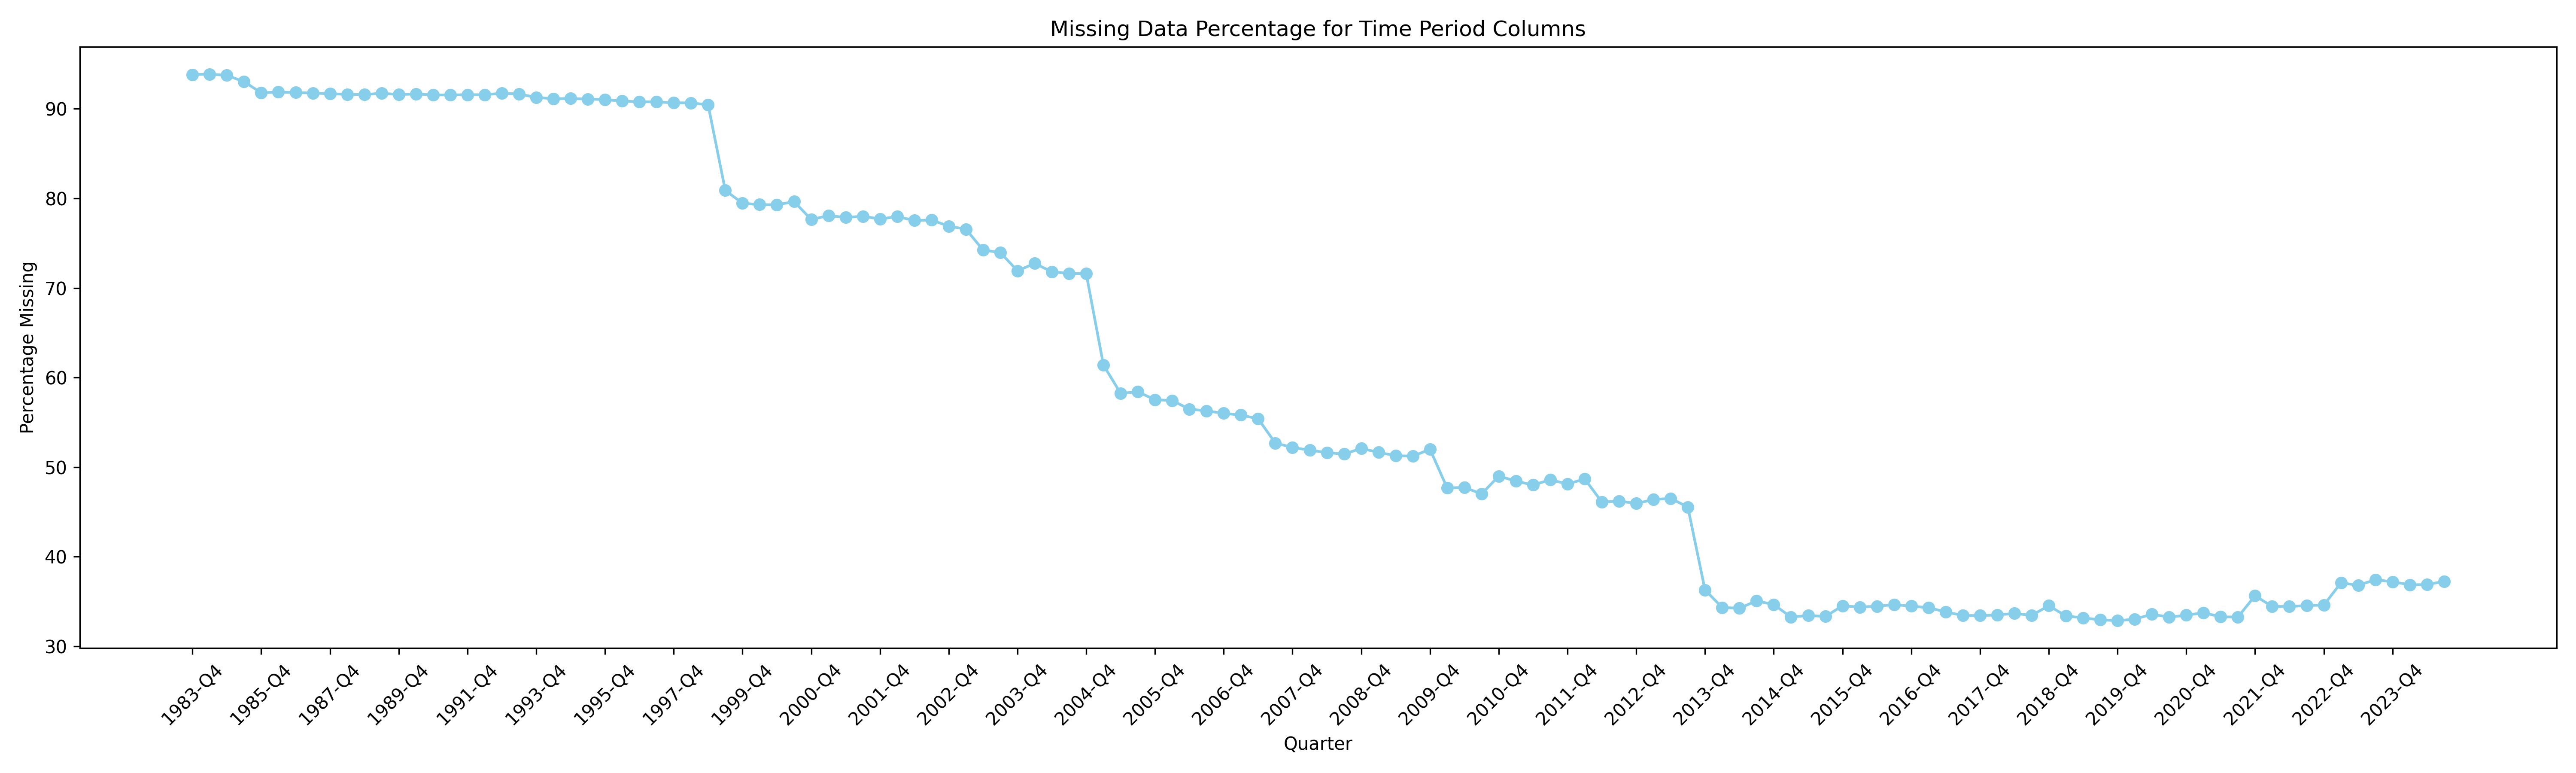 Missing Data Percentage for Time Period Columns
Percentage Missing
90
80
70
60
50
40
30
1983-Q4
1985-Q4
1987-Q4
1989-Q4
1991-Q4
1993-Q4
1995-Q4
1997-Q4
1999-Q4
2000-Q4
2001-Q4
2002-Q4
2003-Q4
2004-Q4
2005-Q4
2006-Q4
2007-Q4
2008-Q4
2009-Q4
2010-Q4
2011-Q4
2012-Q4
2013-Q4
2014-Q4
2015-Q4
2016-Q4
2017-Q4
2018-Q4
2019-Q4
2020-Q4
2021-Q4
2022-Q4
2023-Q4
Quarter